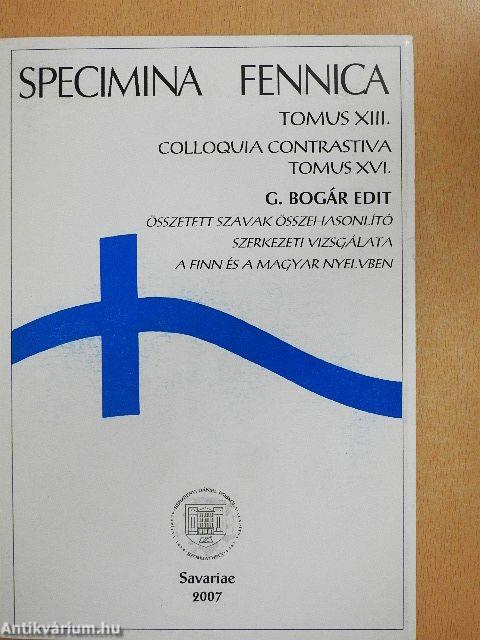 SPECIMINA FENNICA
TOMUS XIII.
COLLOQUIA CONTRASTIVA
TOMUS XVI.
G. BOGÁR EDIT
ÖSSZETETT SZAVAK ÖSSZEHASONLÍTÓ
SZERKEZETI VIZSGÁLATA
A FINN ÉS A MAGYAR NYELVBEN
Savariae
2007
Antikvárium.hu